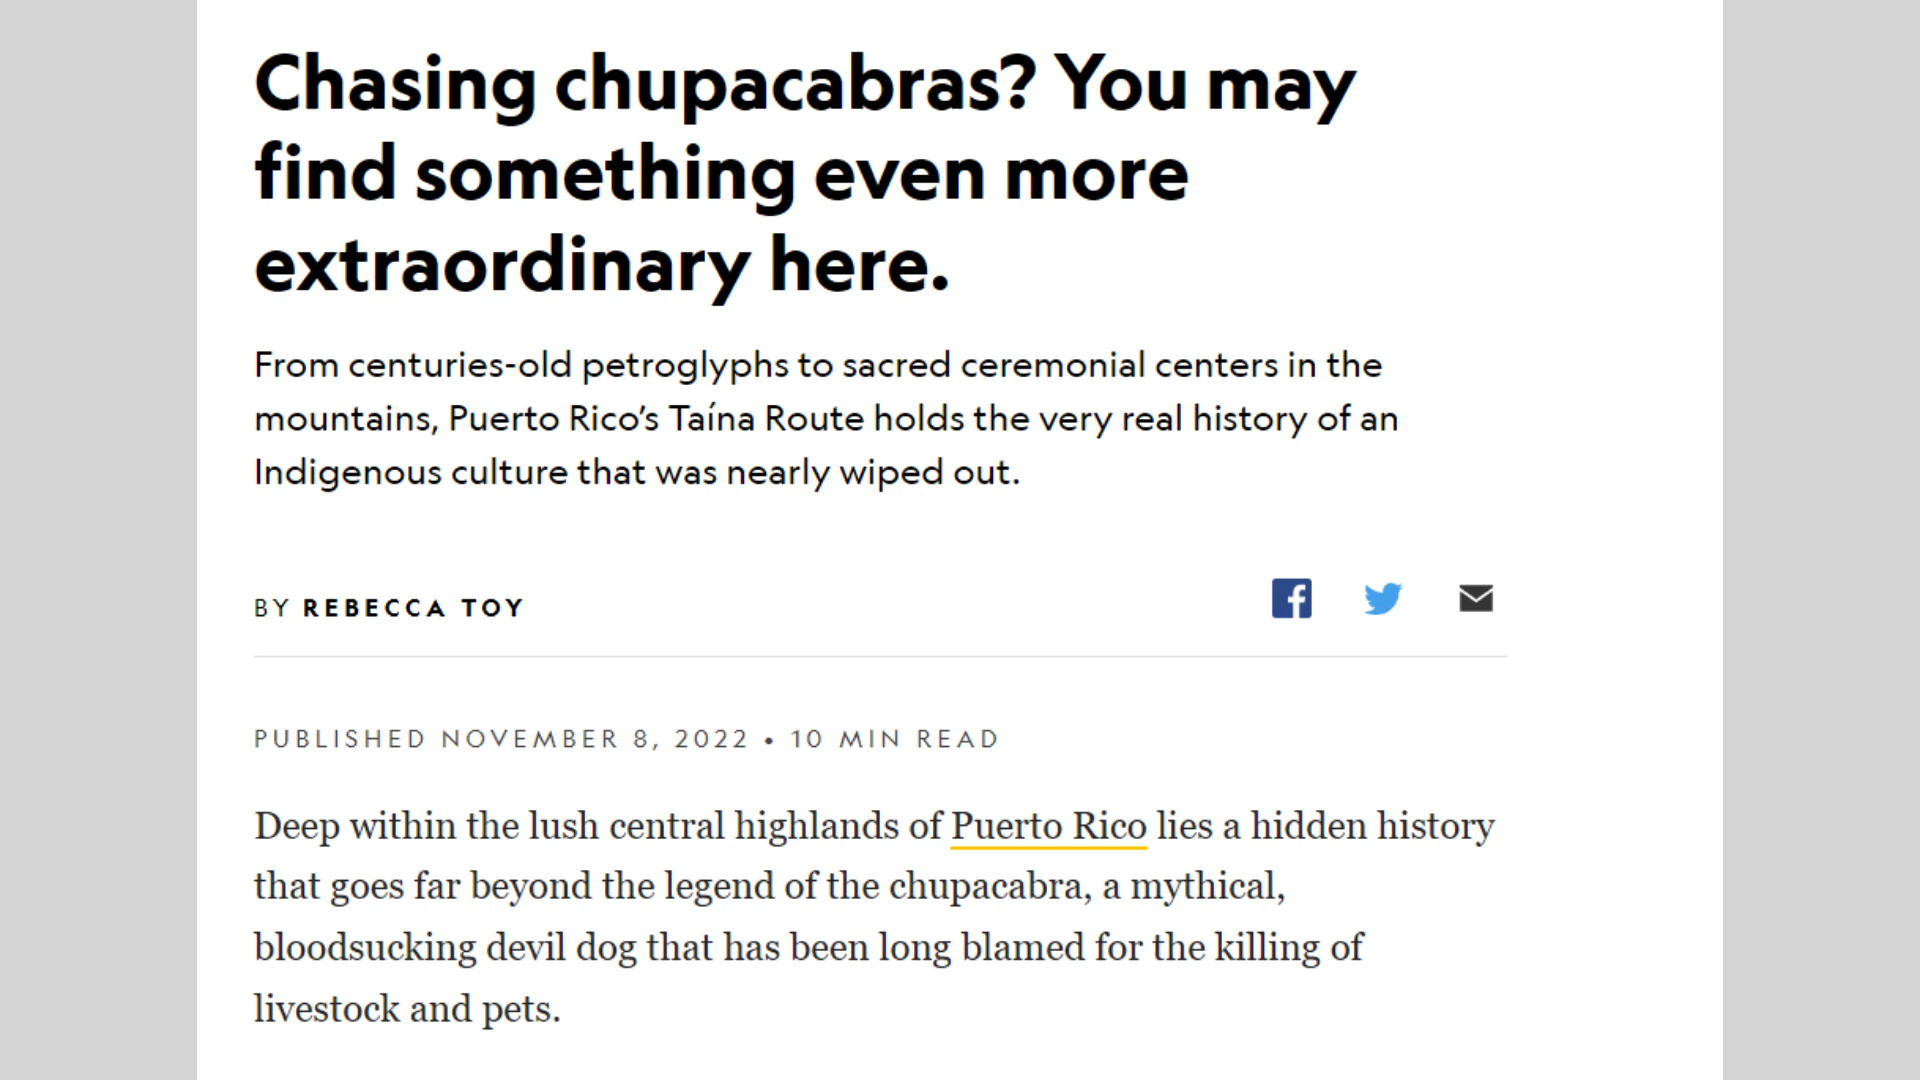 Chasing chupacabras? You may
find something even more
extraordinary here.
From centuries-old petroglyphs to sacred ceremonial centers in the
mountains, Puerto Rico’s Taína Route holds the very real history of an
Indigenous culture that was nearly wiped out.
BY REBECCA TOY
PUBLISHED NOVEMBER 8, 2022 • 10 MIN READ
Deep within the lush central highlands of Puerto Rico lies a hidden history
that goes far beyond the legend of the chupacabra, a mythical,
bloodsucking devil dog that has been long blamed for the killing of
livestock and pets.